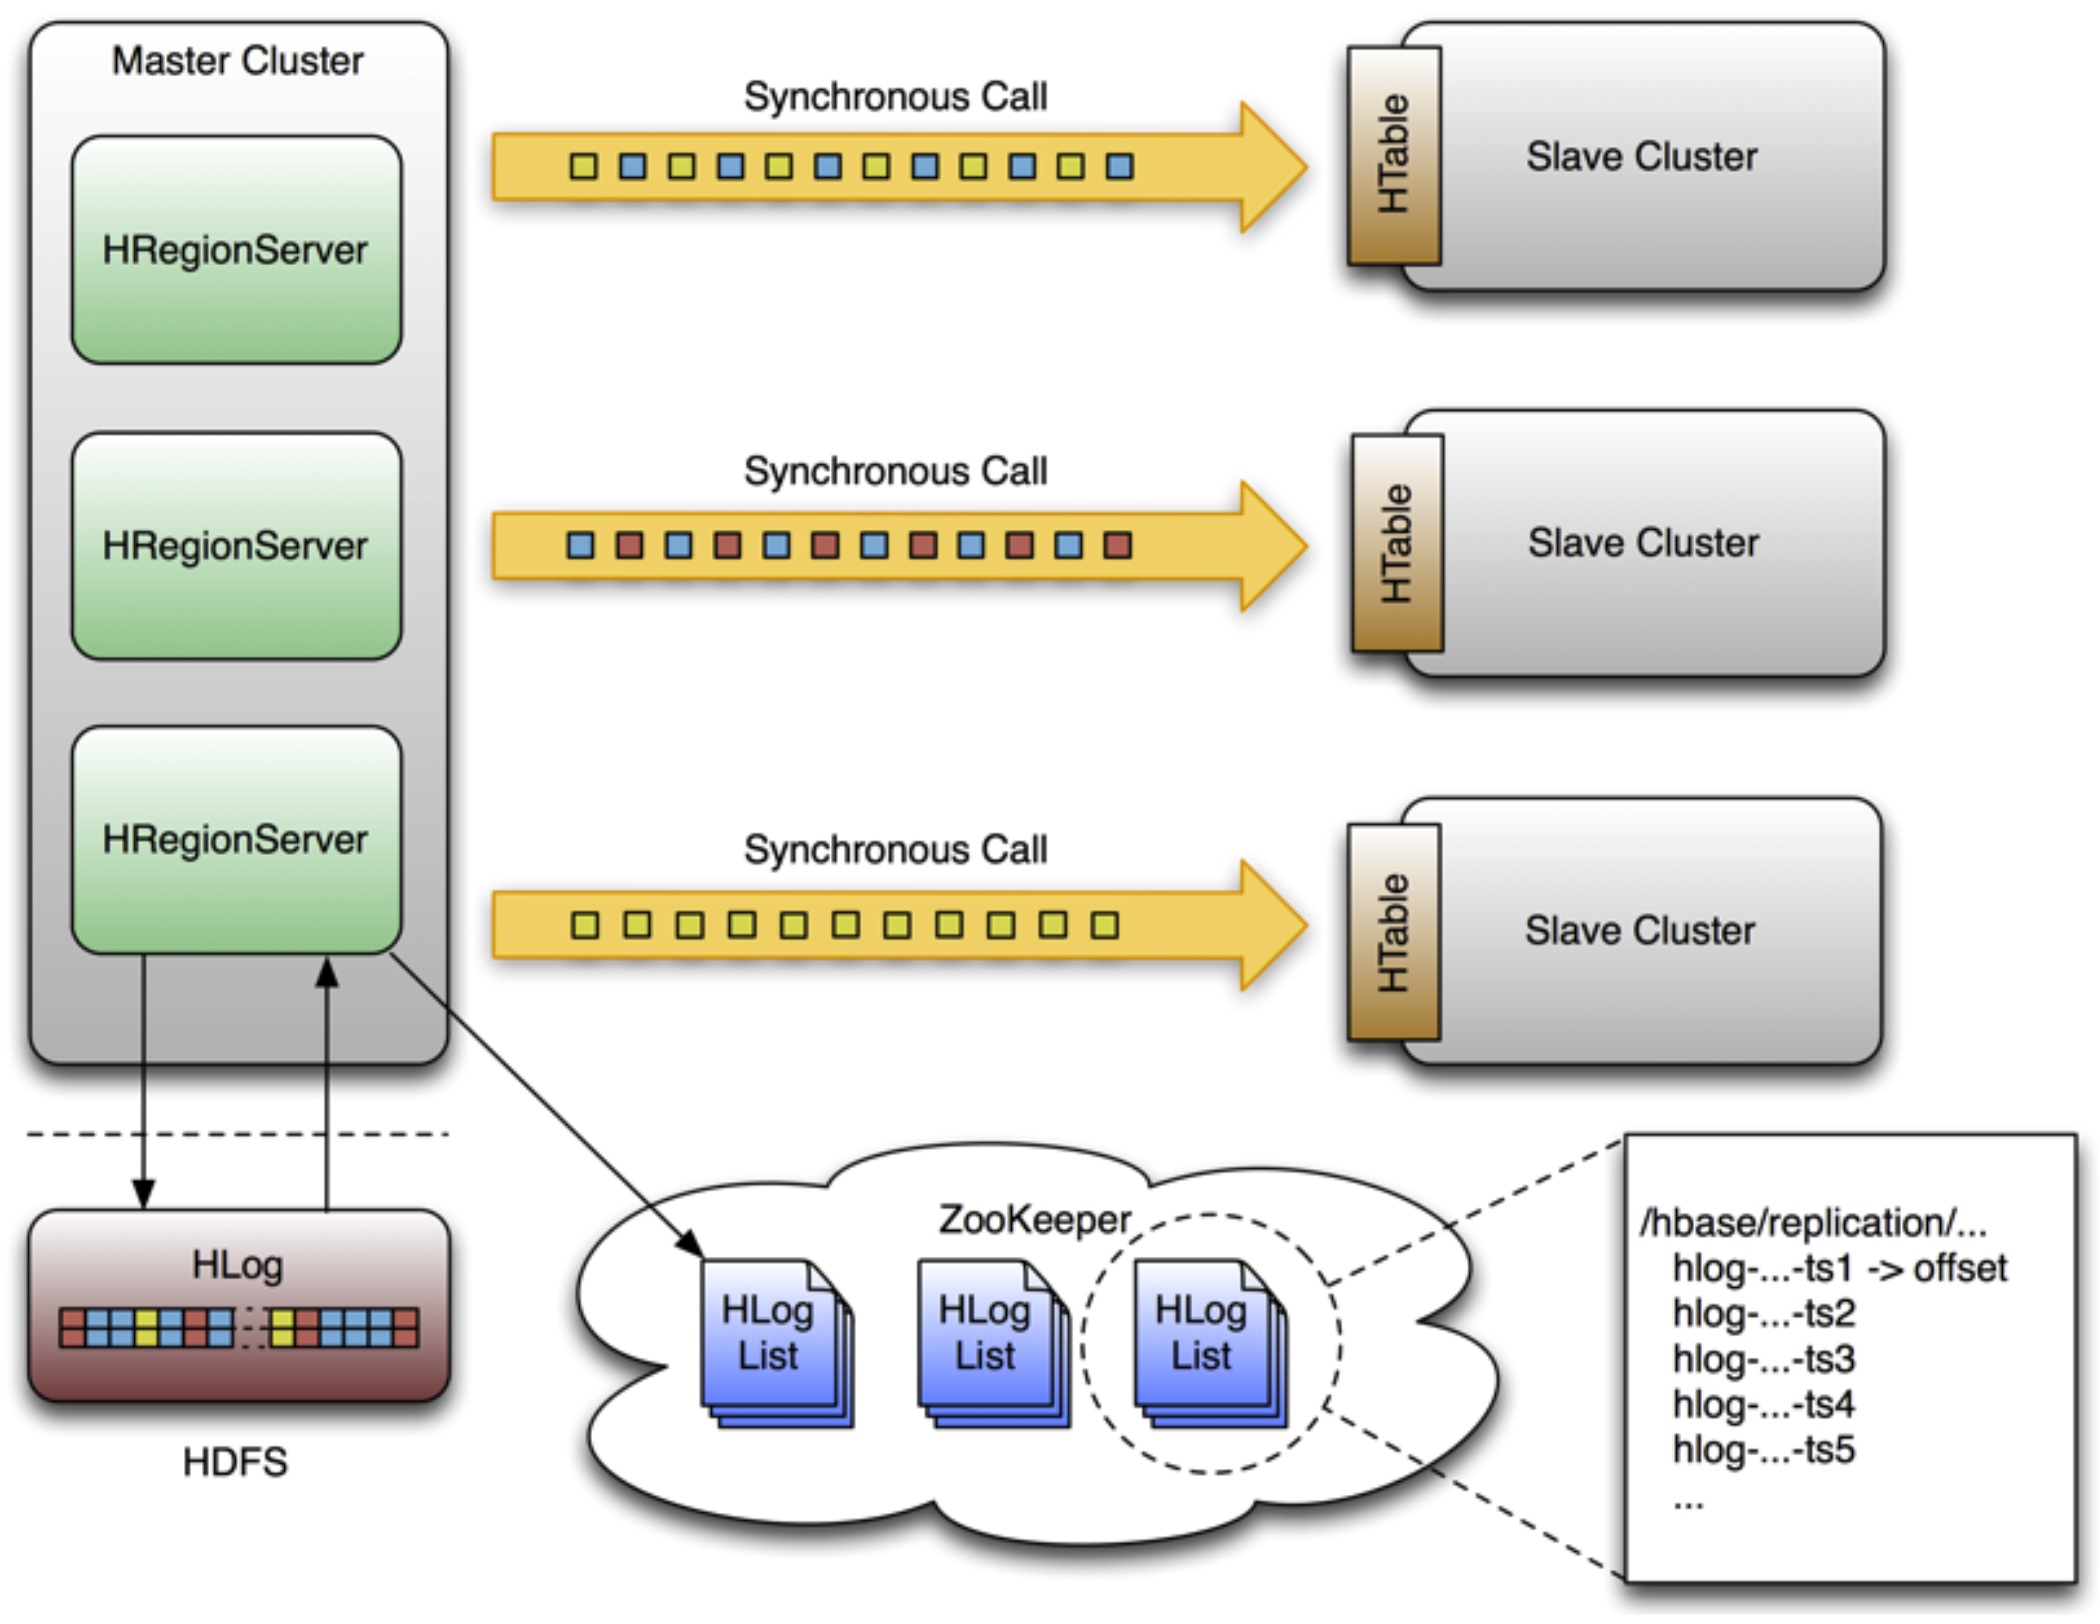 Master Cluster
HRegionServer
HRegionServer
HRegionServer
Synchronous Call
HTable
Slave Cluster
Synchronous Call
HTable
Slave Cluster
Synchronous Call
HTable
Slave Cluster
HLog
HDFS
ZooKeeper
HLog
List
HLog
List
HLog
List
/hbase/replication/...
hlog-...-ts1 -> offset
hlog-...-ts2
hlog-...-ts3
hlog-...-ts4
hlog-...-ts5
...